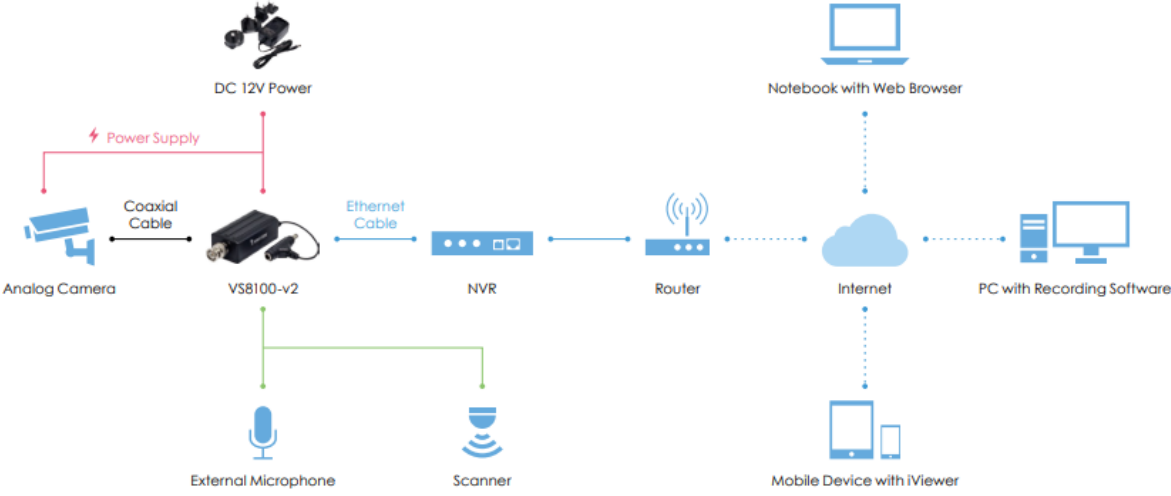 DC 12V Power
Notebook with Web Browser
Power Supply
Coaxial
Cable
Ethernet
Cable
Analog Camera
VS8100-v2
NVR
Router
Internet
PC with Recording Software
External Microphone
Scanner
Mobile Device with iViewer